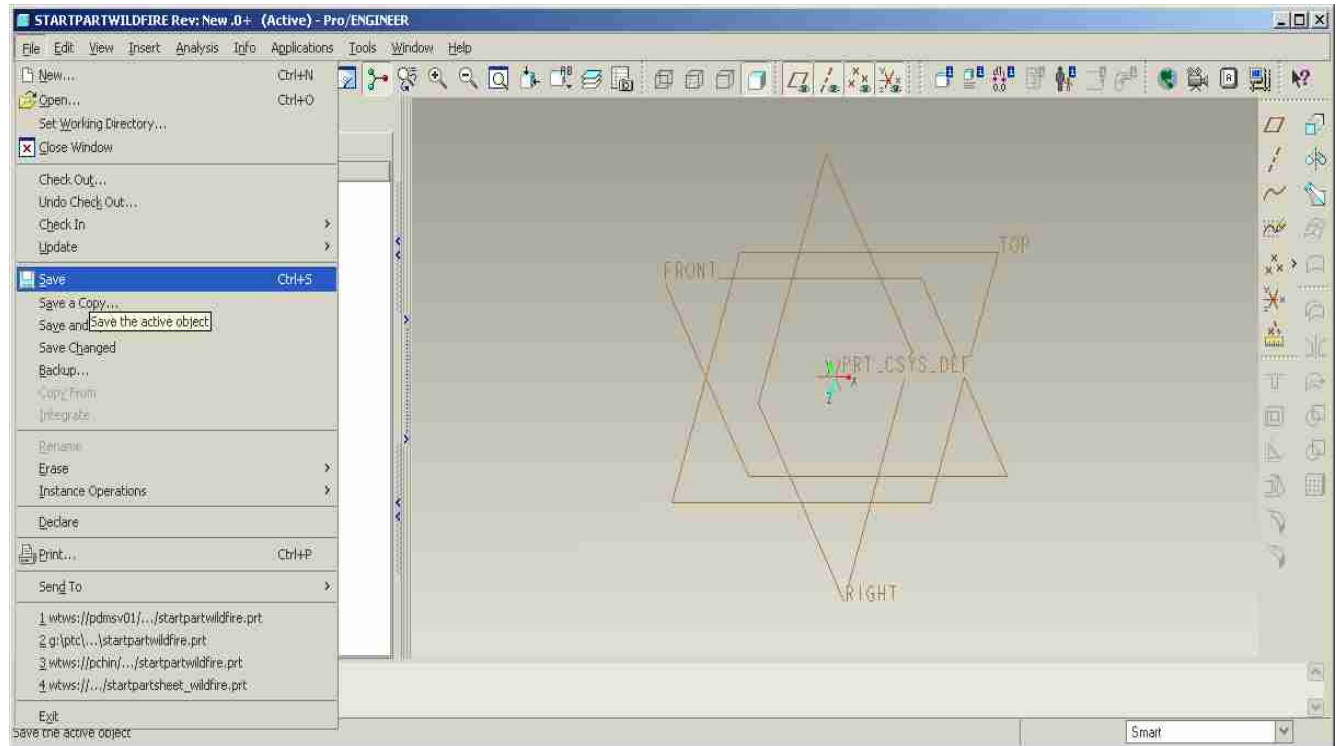 STARTPARTWILDFIRE Rev: New .0+ (Active) - Pro/ENGINEER
File Edit View Insert Analysis Info Applications Tools Window Help
New... Ctrl+N
Open... Ctrl+O
Set Working Directory...
Close Window
Check Out...
Undo Check Out...
Check In
Update
Save Ctrl+S
Save a Copy...
Save and
Save the active object
Save Changed
Backup...
Copy From
Integrate
Rename
Erase
Instance Operations
Declare
Print... Ctrl+P
Send To
1 wtws://pdmsv01/.../startpartwildfire.prt
2 g:\ptc\...\startpartwildfire.prt
3 wtws://pchin/.../startpartwildfire.prt
4 wtws://.../startpartsheet_wildfire.prt
Exit
Save the active object
TOP
FRONT
PRT_CSYS_DEF
Y
X
Z
RIGHT
Smart